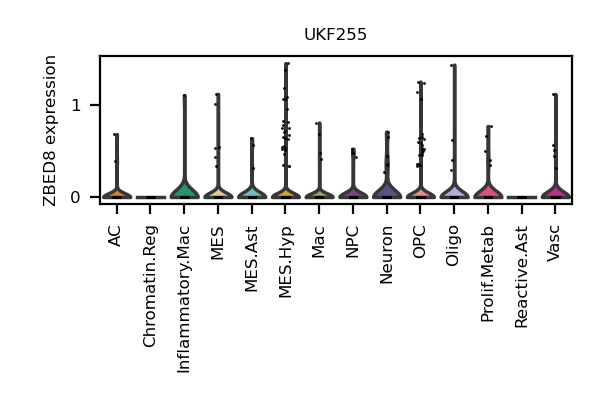 UKF255
ZBED8 expression
1
0
AC
Chromatin.Reg
Inflammatory.Mac
MES
MES.Ast
MES.Hyp
Mac
NPC
Neuron
OPC
Oligo
Prolif.Metab
Reactive.Ast
Vasc